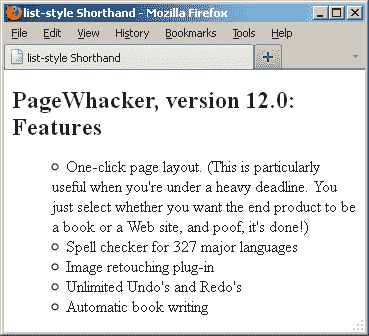 list-style Shorthand - Mozilla Firefox
File Edit View History Bookmarks Tools Help
list-style Shorthand
PageWhacker, version 12.0:
Features
One-click page layout. (This is particularly
useful when you're under a heavy deadline. You
just select whether you want the end product to be
a book or a Web site, and poof, it's done!)
Spell checker for 327 major languages
Image retouching plug-in
Unlimited Undo's and Redo's
Automatic book writing